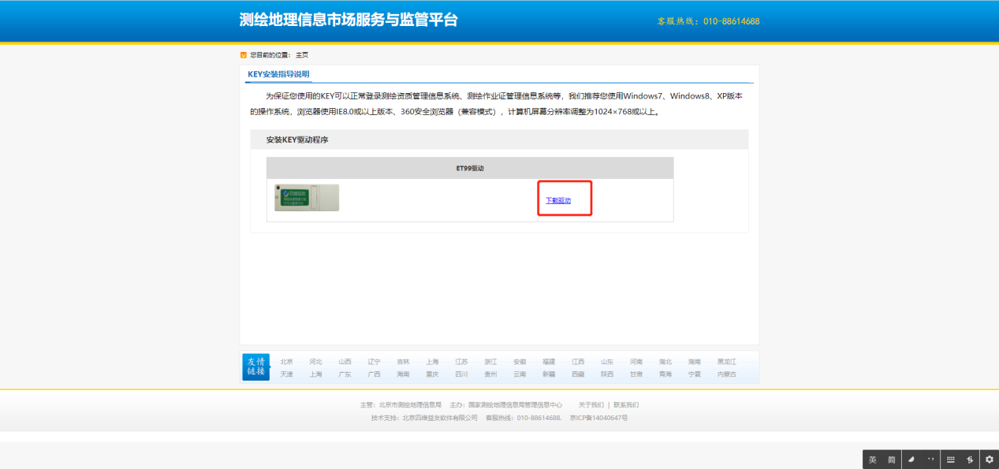 测绘地理信息市场服务与监管平台
客服热线：010-88614688
您目前的位置： 主页
KEY安装指导说明
为保证您使用的KEY可以正常登录测绘资质管理信息系统、测绘作业证管理信息系统等，我们推荐您使用Windows7、Windows8、XP版本
的操作系统，浏览器使用IE8.0或以上版本、360安全浏览器（兼容模式），计算机屏幕分辨率调整为1024×768或以上。
安装KEY驱动程序
ET99驱动
下载驱动
友情 北京 河北 山西 辽宁 吉林 上海 江苏 浙江 安徽 福建 江西 山东 河南 湖北 湖南 黑龙江
链接 天津 上海 广东 广西 海南 重庆 四川 贵州 云南 新疆 西藏 陕西 甘肃 青海 宁夏 内蒙古
主管：北京市测绘地理信息局 主办：国家测绘地理信息局管理信息中心 关于我们 | 联系我们
技术支持：北京四维益友软件有限公司 客服热线：010-88614688. 京ICP备14040647号
英 简